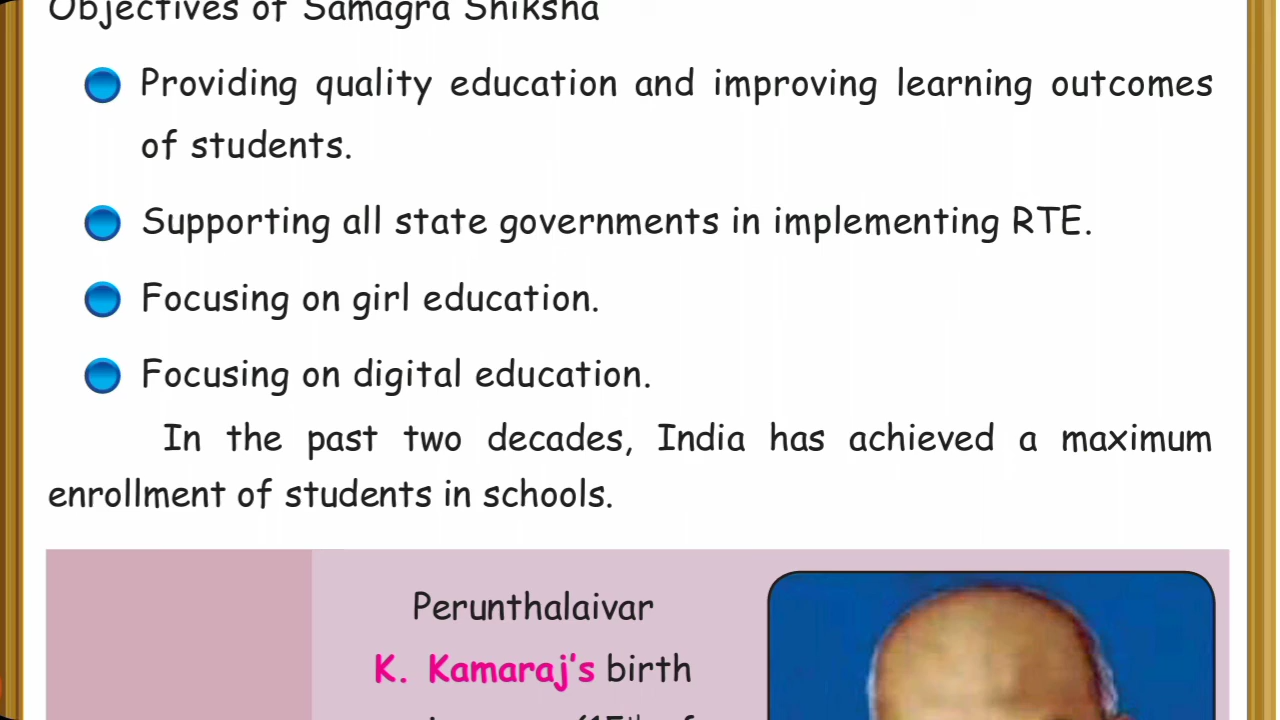 Objectives of Samagra Shiksha
Providing quality education and improving learning outcomes
of students.
Supporting all state governments in implementing RTE.
Focusing on girl education.
Focusing on digital education.
In the past two decades, India has achieved a maximum
enrollment of students in schools.
Perunthalaivar
K. Kamaraj's birth